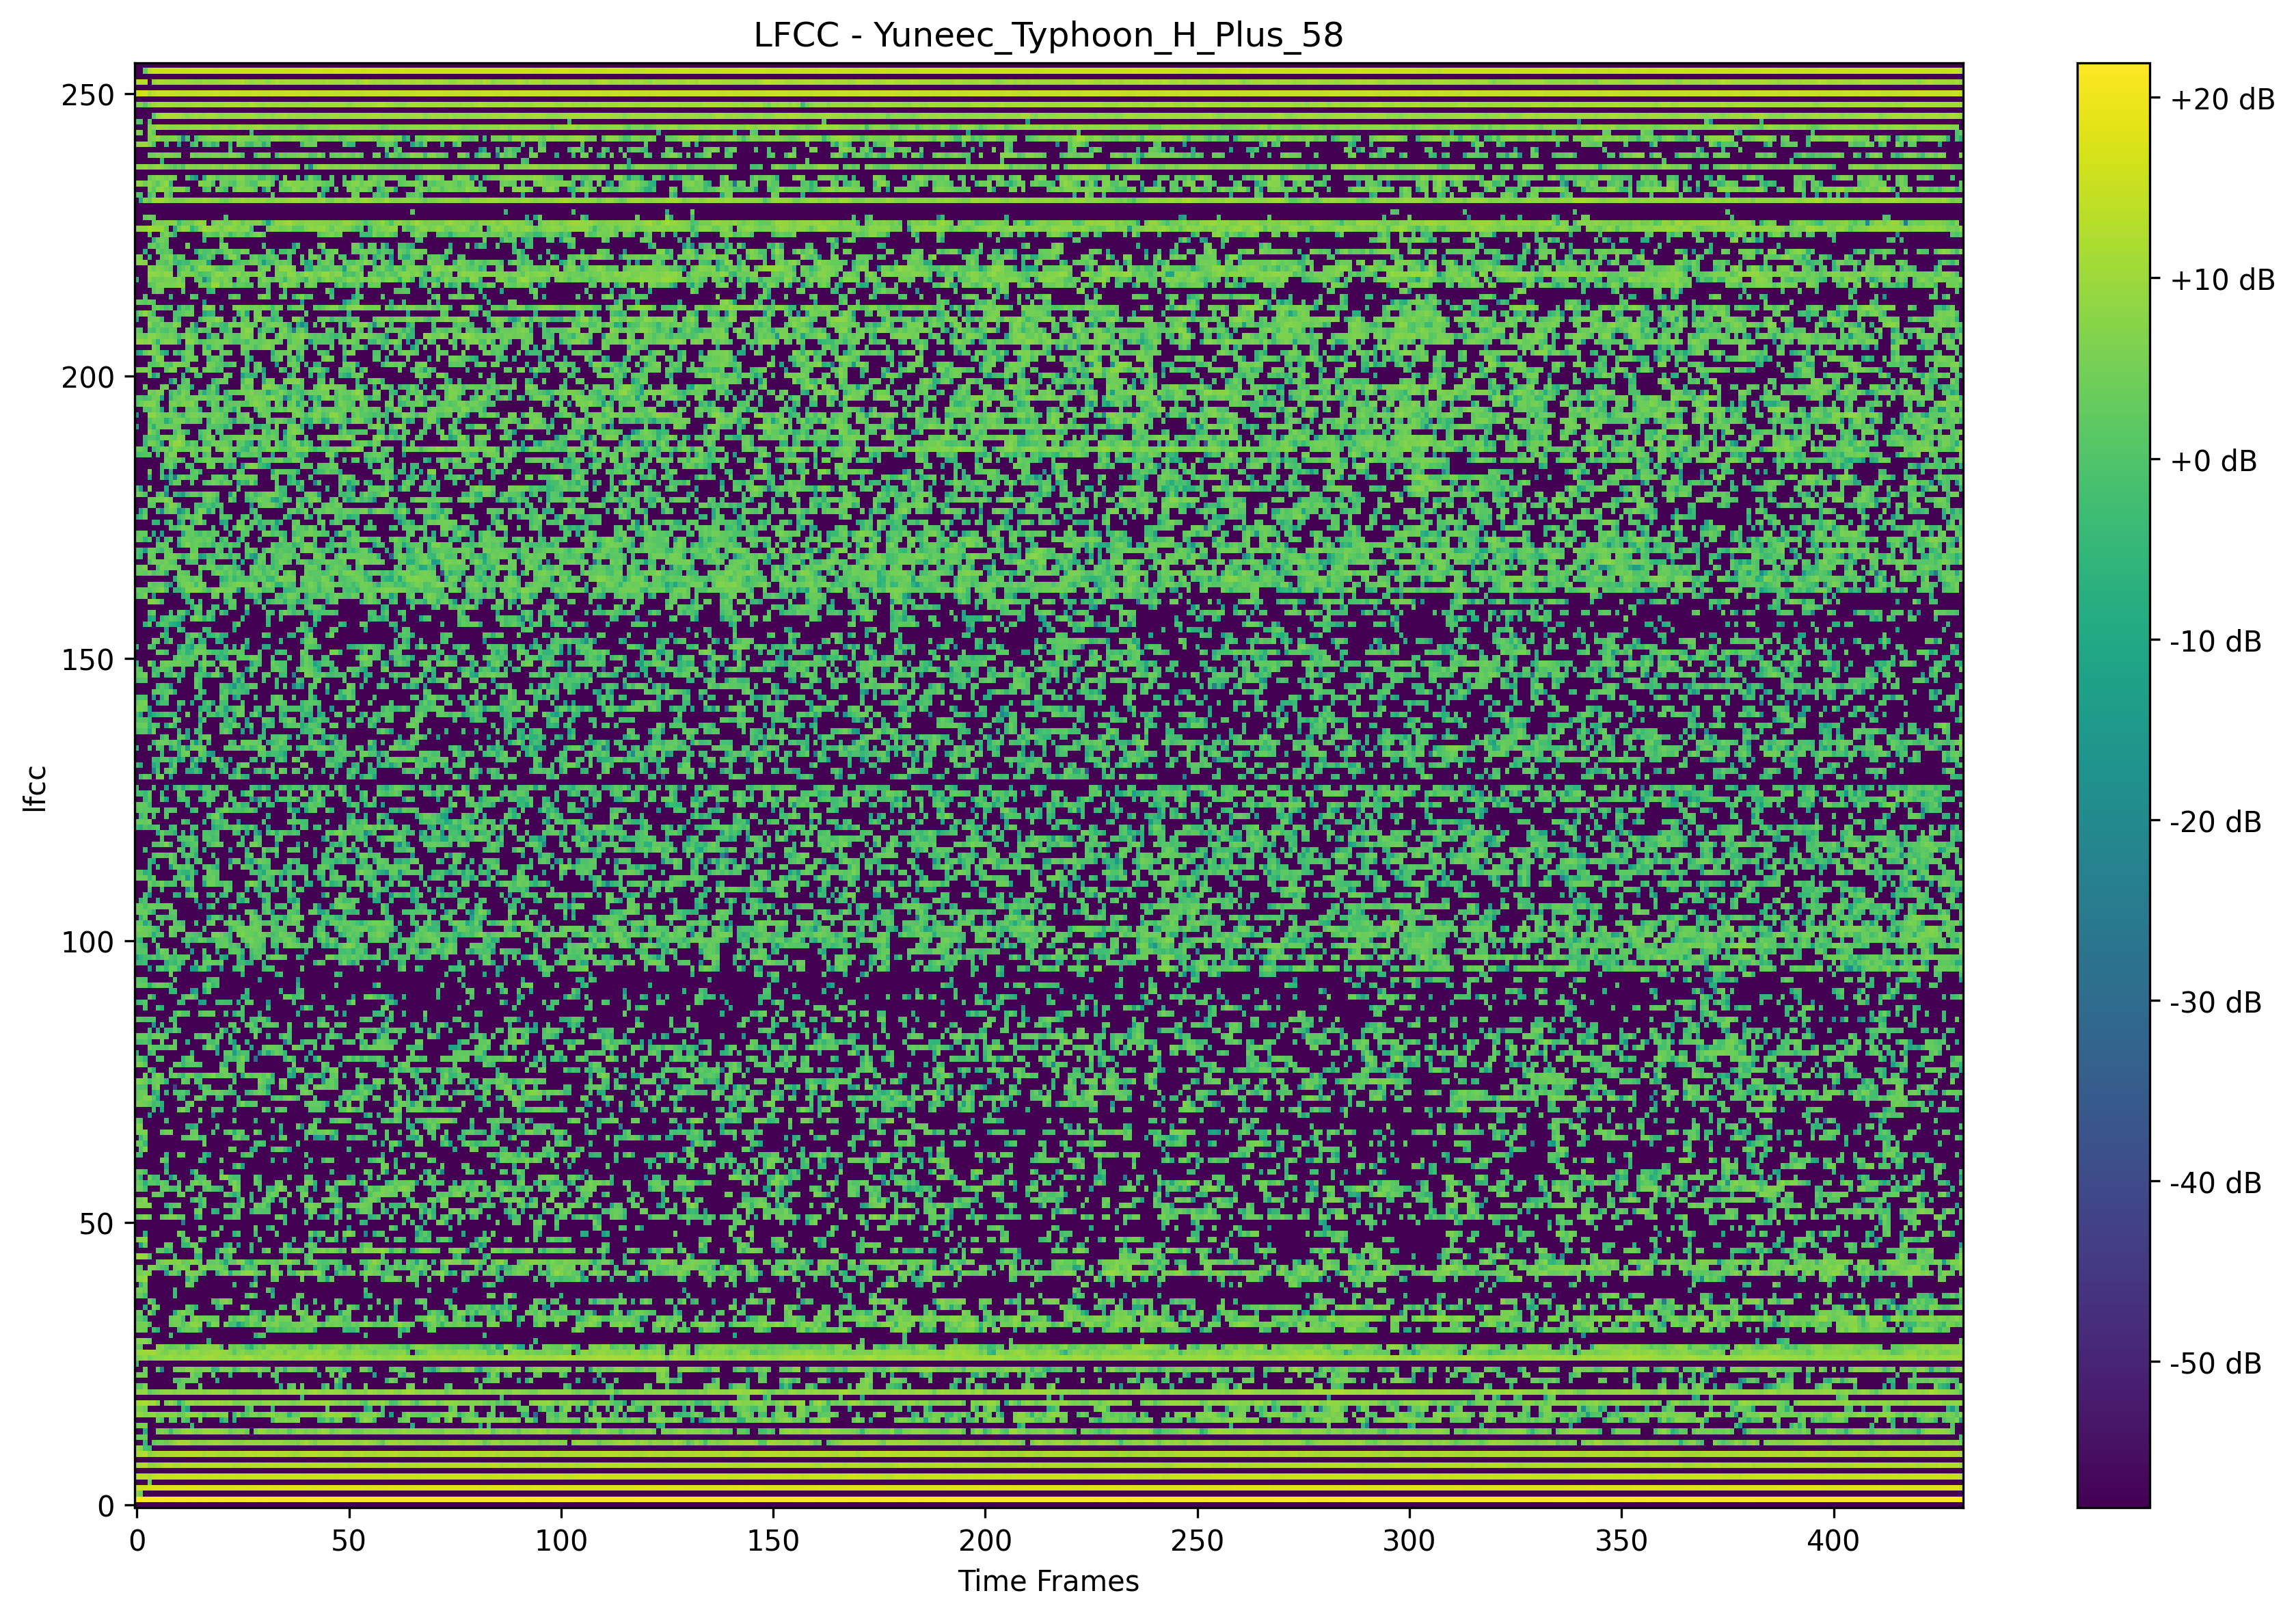 LFCC - Yuneec_Typhoon_H_Plus_58
250
200
150
100
50
0
lfcc
0 50 100 150 200 250 300 350 400
Time Frames
+20 dB
+10 dB
+0 dB
-10 dB
-20 dB
-30 dB
-40 dB
-50 dB